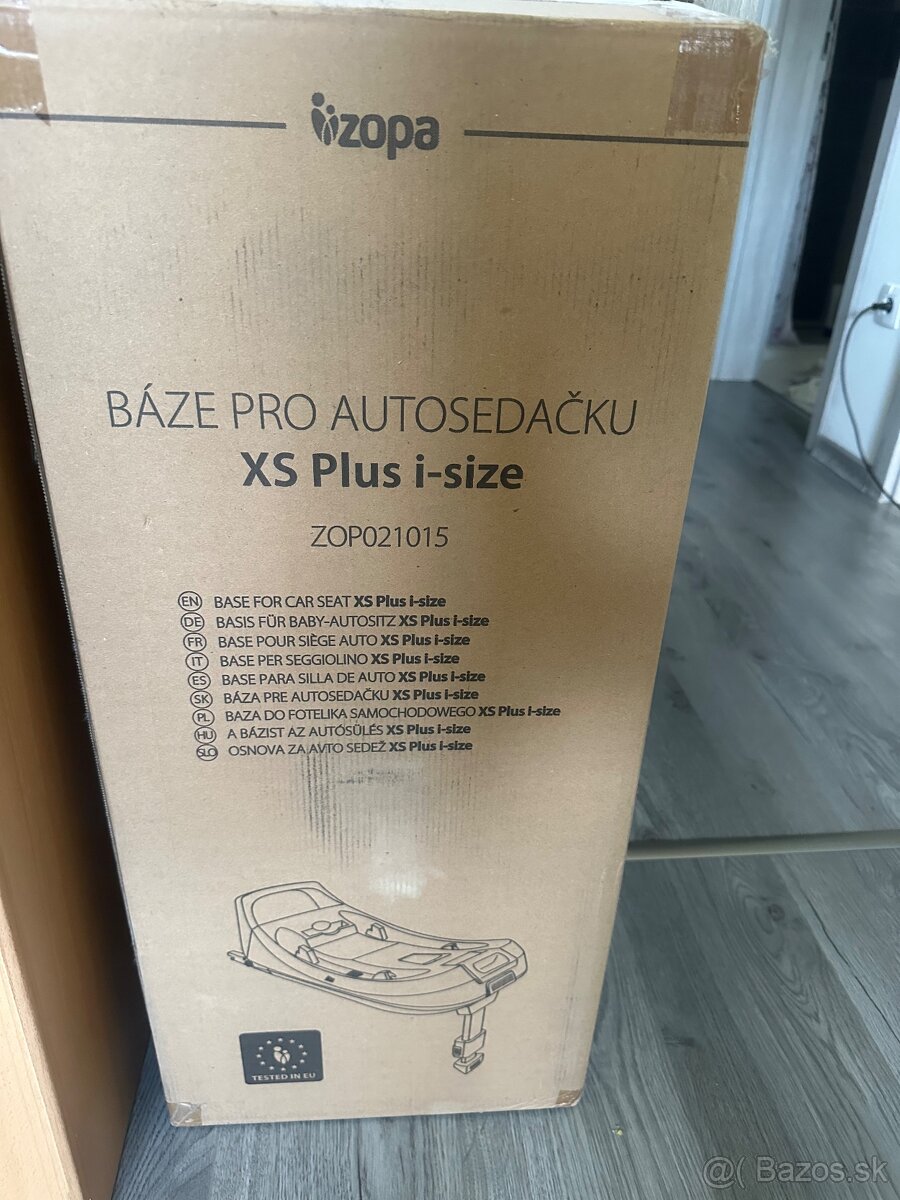 zopa
BÁZE PRO AUTOSEDAČKU
XS Plus i-size
ZOP021015
EN BASE FOR CAR SEAT XS Plus i-size
DE BASIS FÜR BABY-AUTOSITZ XS Plus i-size
FR BASE POUR SIÈGE AUTO XS Plus i-size
IT BASE PER SEGGIOLINO XS Plus i-size
ES BASE PARA SILLA DE AUTO XS Plus i-size
SK BÁZA PRE AUTOSEDAČKU XS Plus i-size
PL BAZA DO FOTELIKA SAMOCHODOWEGO XS Plus i-size
HU A BÁZIST AZ AUTÓSÜLÉS XS Plus i-size
SLO OSNOVA ZA AVTO SEDEŽ XS Plus i-size
TESTED IN EU
@( Bazos.sk